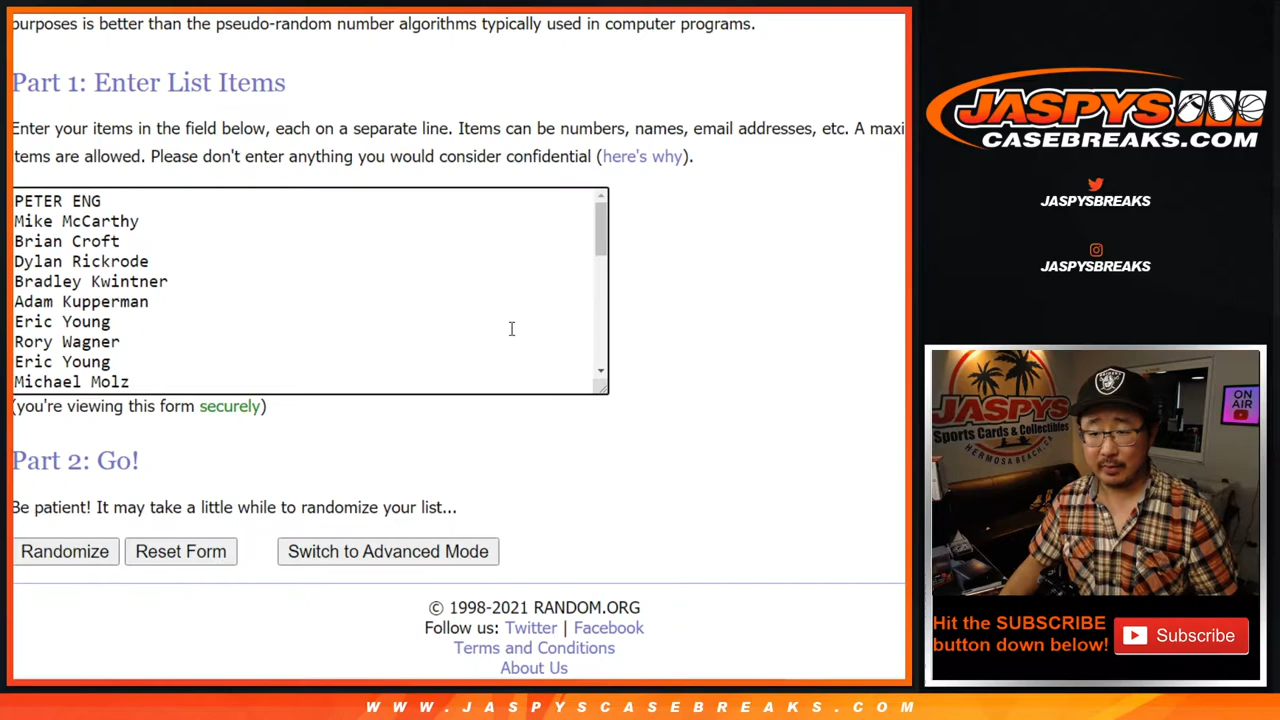 purposes is better than the pseudo-random number algorithms typically used in computer programs.
Part 1: Enter List Items
Enter your items in the field below, each on a separate line. Items can be numbers, names, email addresses, etc. A maxi
items are allowed. Please don't enter anything you would consider confidential (here's why).
PETER ENG
Mike McCarthy
Brian Croft
Dylan Rickrode
Bradley Kwintner
Adam Kupperman
Eric Young
Rory Wagner
Eric Young
Michael Molz
(you're viewing this form securely)
Part 2: Go!
Be patient! It may take a little while to randomize your list...
Randomize
Reset Form
Switch to Advanced Mode
© 1998-2021 RANDOM.ORG
Follow us: Twitter | Facebook
Terms and Conditions
About Us
JASPYS
CASEBREAKS.COM
JASPYSBREAKS
JASPYSBREAKS
JASPYS
Sports Cards & Collectibles
HERMOSA BEACH, CA
RAIDERS
ON
AIR
Hit the SUBSCRIBE
button down below!
Subscribe
WWW.JASPYSCASEBREAKS.COM